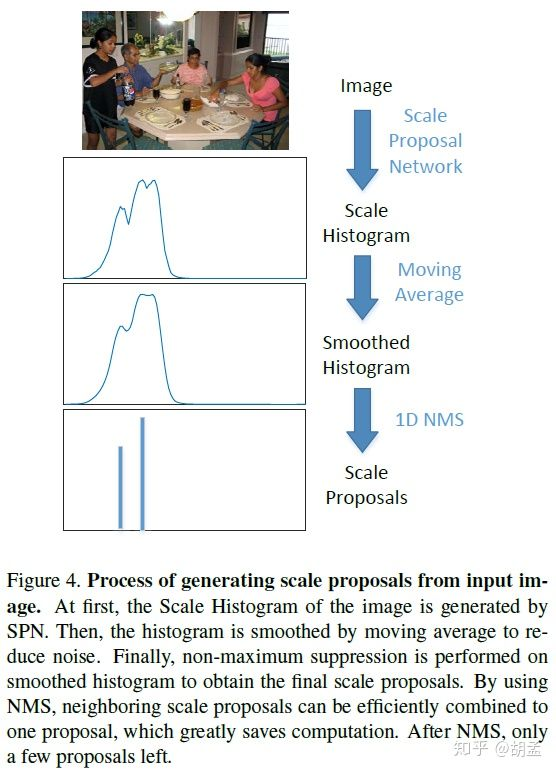 Image
Scale
Proposal
Network
Scale
Histogram
Moving
Average
Smoothed
Histogram
1D NMS
Scale
Proposals
Figure 4. Process of generating scale proposals from input im-
age. At first, the Scale Histogram of the image is generated by
SPN. Then, the histogram is smoothed by moving average to re-
duce noise. Finally, non-maximum suppression is performed on
smoothed histogram to obtain the final scale proposals. By using
NMS, neighboring scale proposals can be efficiently combined to
one proposal, which greatly saves computation. After NMS, only
a few proposals left.
知乎 @胡孟